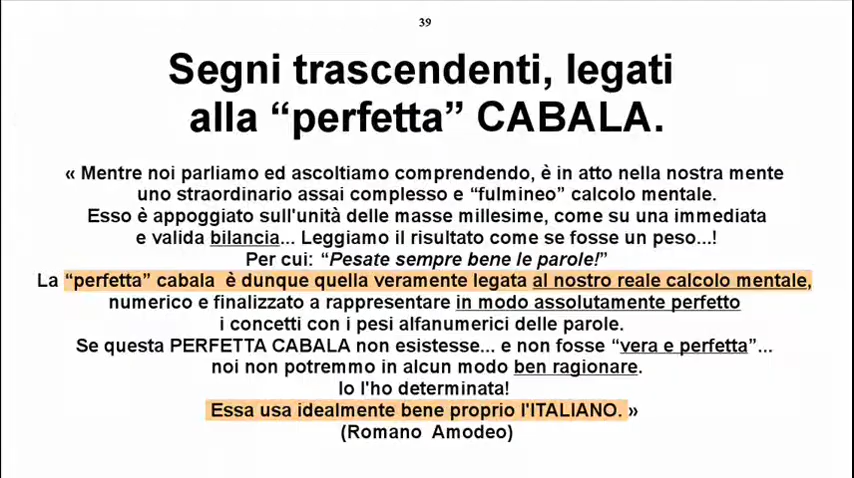 39
Segni trascendenti, legati
alla “perfetta” CABALA.
« Mentre noi parliamo ed ascoltiamo comprendendo, è in atto nella nostra mente
uno straordinario assai complesso e “fulmineo” calcolo mentale.
Esso è appoggiato sull'unità delle masse millesime, come su una immediata
e valida bilancia... Leggiamo il risultato come se fosse un peso...!
Per cui: “Pesate sempre bene le parole!”
La “perfetta” cabala è dunque quella veramente legata al nostro reale calcolo mentale,
numerico e finalizzato a rappresentare in modo assolutamente perfetto
i concetti con i pesi alfanumerici delle parole.
Se questa PERFETTA CABALA non esistesse... e non fosse “vera e perfetta”...
noi non potremmo in alcun modo ben ragionare.
Io l'ho determinata!
Essa usa idealmente bene proprio l'ITALIANO. »
(Romano Amodeo)